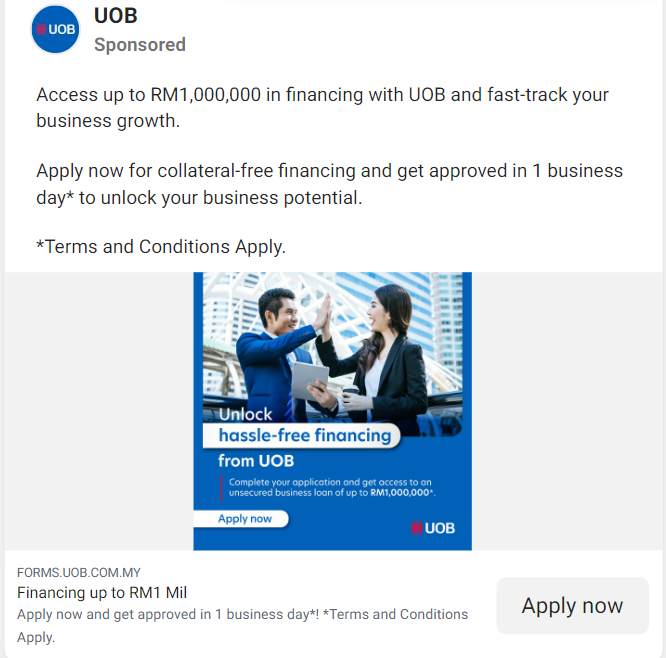 UOB
UOB
Sponsored
Access up to RM1,000,000 in financing with UOB and fast-track your
business growth.
Apply now for collateral-free financing and get approved in 1 business
day* to unlock your business potential.
*Terms and Conditions Apply.
Unlock
hassle-free financing
from UOB
Complete your application and get access to an
unsecured business loan of up to RM1,000,000*.
Apply now
UOB
FORMS.UOB.COM.MY
Financing up to RM1 Mil
Apply now and get approved in 1 business day*! *Terms and Conditions
Apply.
Apply now